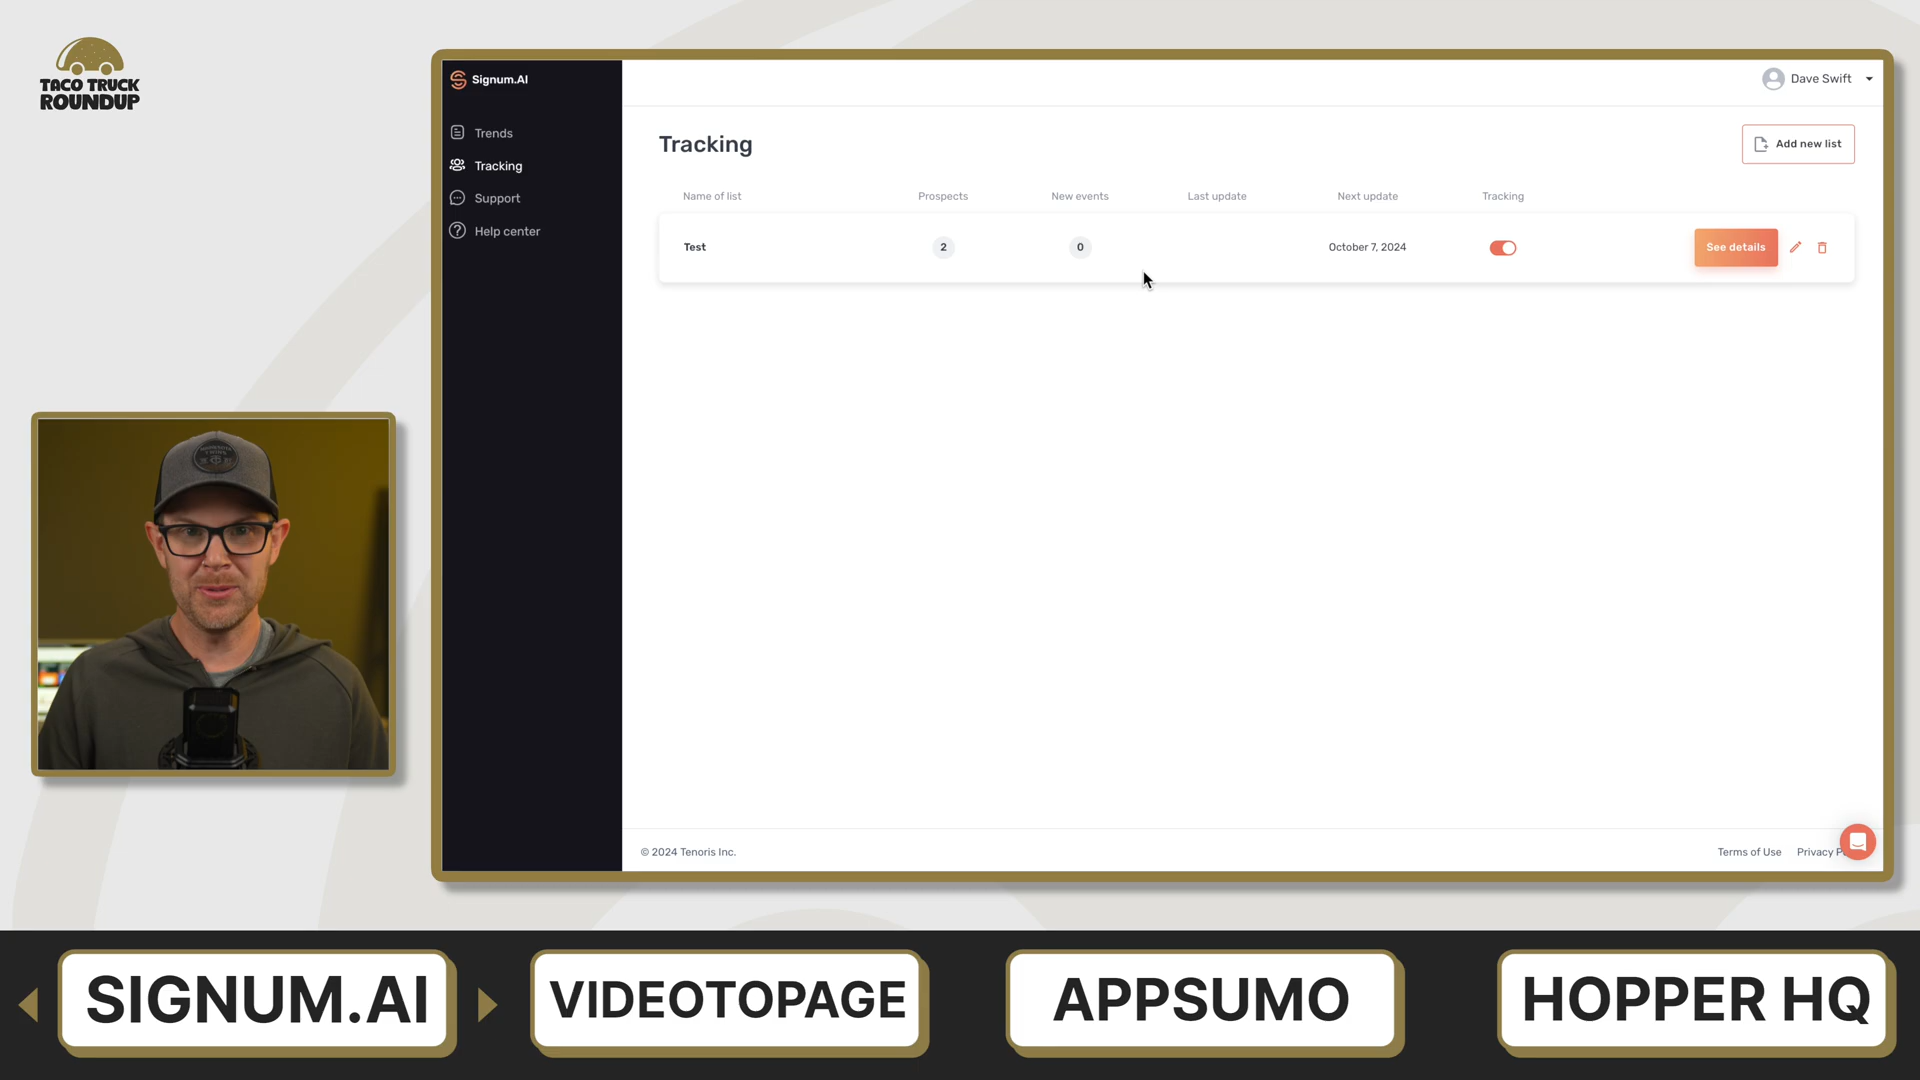 TACO TRUCK
ROUNDUP
Signum.AI
Dave Swift
Trends
Tracking
Support
Help center
Tracking
Add new list
Name of list
Prospects
New events
Last update
Next update
Tracking
Test
2
0
October 7, 2024
See details
© 2024 Tenoris Inc.
Terms of Use
Privacy P
SIGNUM.AI
VIDEOTOPAGE
APPSUMO
HOPPER HQ